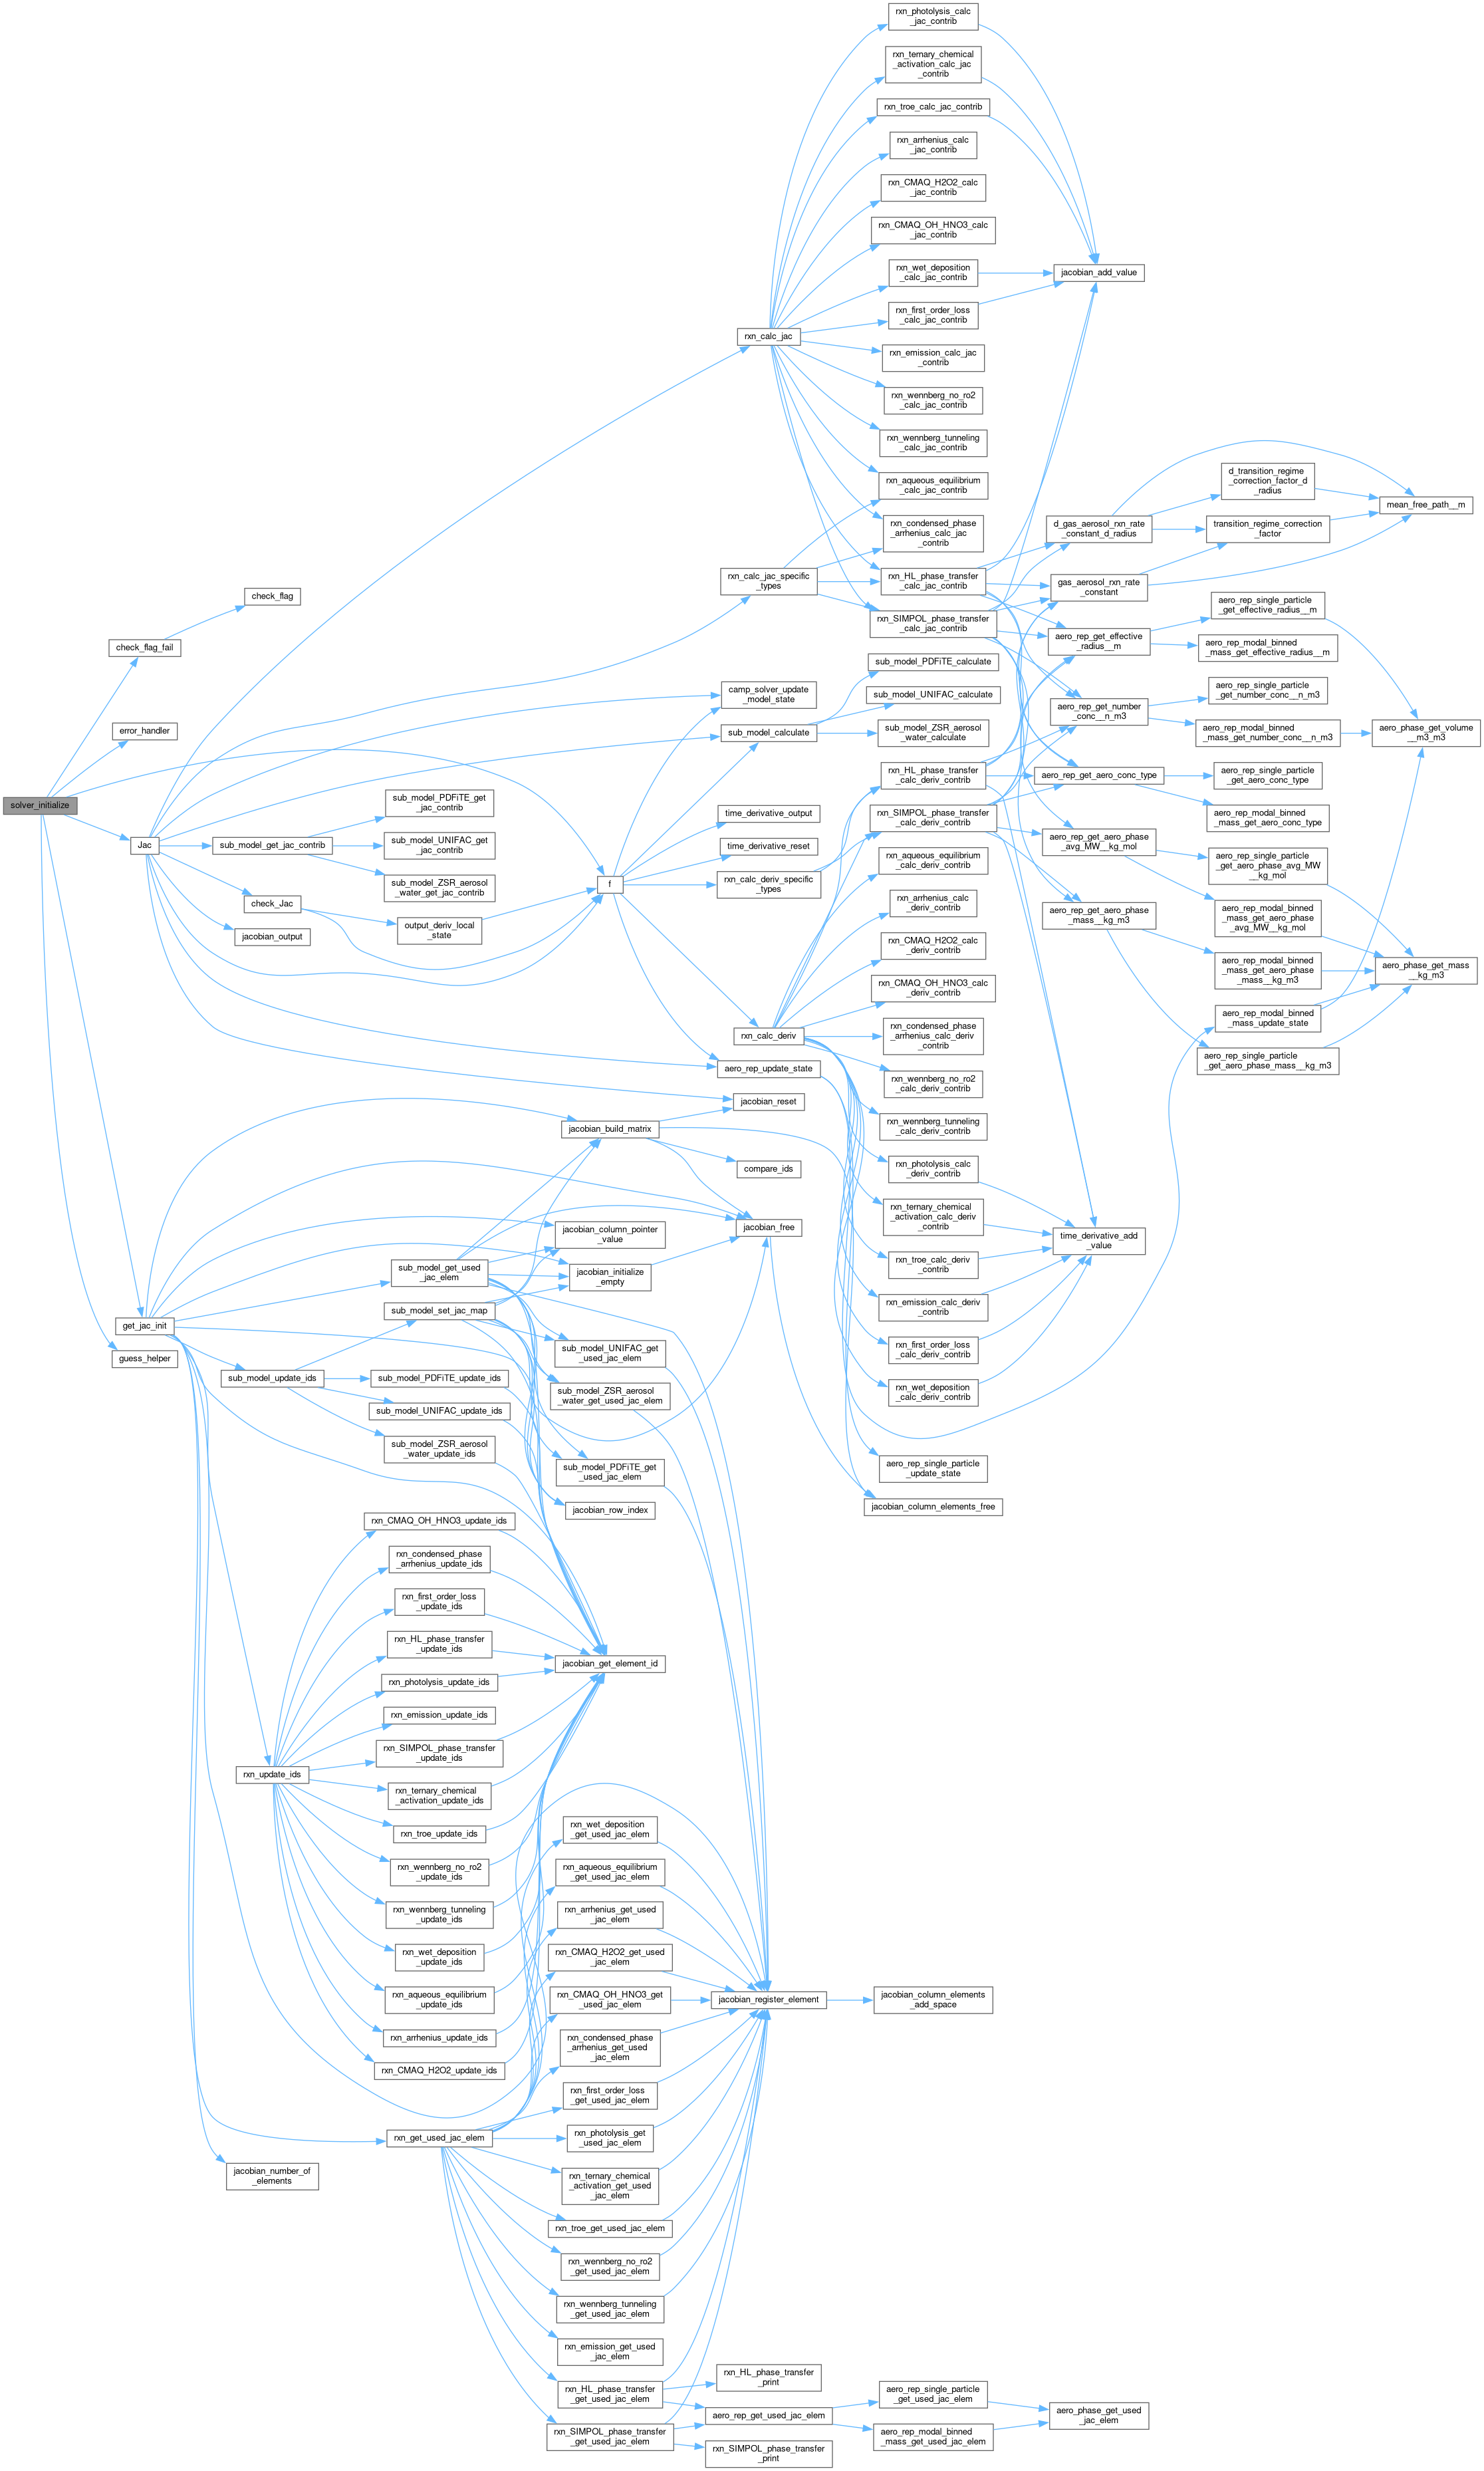 rxn_photolysis_calc
_jac_contrib
rxn_ternary_chemical
_activation_calc_jac
_contrib
rxn_troe_calc_jac_contrib
rxn_arrhenius_calc
_jac_contrib
rxn_CMAQ_H2O2_calc
_jac_contrib
rxn_CMAQ_OH_HNO3_calc
_jac_contrib
rxn_wet_deposition
_calc_jac_contrib
jacobian_add_value
rxn_first_order_loss
_calc_jac_contrib
rxn_calc_jac
rxn_emission_calc_jac
_contrib
rxn_wennberg_no_ro2
_calc_jac_contrib
rxn_wennberg_tunneling
_calc_jac_contrib
rxn_aqueous_equilibrium
_calc_jac_contrib
d_transition_regime
_correction_factor_d
_radius
mean_free_path__m
rxn_condensed_phase
_arrhenius_calc_jac
_contrib
d_gas_aerosol_rxn_rate
_constant_d_radius
transition_regime_correction
_factor
rxn_calc_jac_specific
_types
rxn_HL_phase_transfer
_calc_jac_contrib
gas_aerosol_rxn_rate
_constant
check_flag
rxn_SIMPOL_phase_transfer
_calc_jac_contrib
aero_rep_single_particle
_get_effective_radius__m
check_flag_fail
aero_rep_get_effective
_radius__m
aero_rep_modal_binned
_mass_get_effective_radius__m
sub_model_PDFiTE_calculate
camp_solver_update
_model_state
sub_model_UNIFAC_calculate
aero_rep_single_particle
_get_number_conc__n_m3
aero_rep_get_number
_conc__n_m3
error_handler
sub_model_calculate
sub_model_ZSR_aerosol
_water_calculate
aero_rep_modal_binned
_mass_get_number_conc__n_m3
aero_phase_get_volume
__m3_m3
rxn_HL_phase_transfer
_calc_deriv_contrib
aero_rep_get_aero_conc_type
aero_rep_single_particle
_get_aero_conc_type
solver_initialize
sub_model_PDFiTE_get
_jac_contrib
time_derivative_output
rxn_SIMPOL_phase_transfer
_calc_deriv_contrib
aero_rep_modal_binned
_mass_get_aero_conc_type
Jac
sub_model_get_jac_contrib
sub_model_UNIFAC_get
_jac_contrib
time_derivative_reset
rxn_aqueous_equilibrium
_calc_deriv_contrib
aero_rep_get_aero_phase
_avg_MW__kg_mol
aero_rep_single_particle
_get_aero_phase_avg_MW
__kg_mol
sub_model_ZSR_aerosol
_water_get_jac_contrib
f
rxn_calc_deriv_specific
_types
rxn_arrhenius_calc
_deriv_contrib
check_Jac
aero_rep_get_aero_phase
_mass__kg_m3
aero_rep_modal_binned
_mass_get_aero_phase
_avg_MW__kg_mol
output_deriv_local
_state
jacobian_output
rxn_CMAQ_H2O2_calc
_deriv_contrib
aero_rep_modal_binned
_mass_get_aero_phase
_mass__kg_m3
aero_phase_get_mass
__kg_m3
rxn_CMAQ_OH_HNO3_calc
_deriv_contrib
aero_rep_modal_binned
_mass_update_state
rxn_calc_deriv
rxn_condensed_phase
_arrhenius_calc_deriv
_contrib
aero_rep_single_particle
_get_aero_phase_mass__kg_m3
aero_rep_update_state
rxn_wennberg_no_ro2
_calc_deriv_contrib
jacobian_reset
rxn_wennberg_tunneling
_calc_deriv_contrib
jacobian_build_matrix
compare_ids
rxn_photolysis_calc
_deriv_contrib
rxn_ternary_chemical
_activation_calc_deriv
_contrib
jacobian_column_pointer
_value
jacobian_free
time_derivative_add
_value
sub_model_get_used
_jac_elem
jacobian_initialize
_empty
rxn_troe_calc_deriv
_contrib
sub_model_set_jac_map
rxn_emission_calc_deriv
_contrib
get_jac_init
guess_helper
sub_model_UNIFAC_get
_used_jac_elem
rxn_first_order_loss
_calc_deriv_contrib
sub_model_update_ids
sub_model_PDFiTE_update_ids
sub_model_ZSR_aerosol
_water_get_used_jac_elem
rxn_wet_deposition
_calc_deriv_contrib
sub_model_UNIFAC_update_ids
sub_model_ZSR_aerosol
_water_update_ids
sub_model_PDFiTE_get
_used_jac_elem
aero_rep_single_particle
_update_state
jacobian_row_index
jacobian_column_elements_free
rxn_CMAQ_OH_HNO3_update_ids
rxn_condensed_phase
_arrhenius_update_ids
rxn_first_order_loss
_update_ids
rxn_HL_phase_transfer
_update_ids
jacobian_get_element_id
rxn_photolysis_update_ids
rxn_emission_update_ids
rxn_SIMPOL_phase_transfer
_update_ids
rxn_update_ids
rxn_ternary_chemical
_activation_update_ids
rxn_troe_update_ids
rxn_wet_deposition
_get_used_jac_elem
rxn_wennberg_no_ro2
_update_ids
rxn_aqueous_equilibrium
_get_used_jac_elem
rxn_wennberg_tunneling
_update_ids
rxn_arrhenius_get_used
_jac_elem
rxn_wet_deposition
_update_ids
rxn_CMAQ_H2O2_get_used
_jac_elem
rxn_aqueous_equilibrium
_update_ids
rxn_CMAQ_OH_HNO3_get
_used_jac_elem
jacobian_register_element
jacobian_column_elements
_add_space
rxn_arrhenius_update_ids
rxn_condensed_phase
_arrhenius_get_used
_jac_elem
rxn_CMAQ_H2O2_update_ids
rxn_first_order_loss
_get_used_jac_elem
rxn_get_used_jac_elem
rxn_photolysis_get
_used_jac_elem
jacobian_number_of
_elements
rxn_ternary_chemical
_activation_get_used
_jac_elem
rxn_troe_get_used_jac_elem
rxn_wennberg_no_ro2
_get_used_jac_elem
rxn_wennberg_tunneling
_get_used_jac_elem
rxn_emission_get_used
_jac_elem
rxn_HL_phase_transfer
_print
rxn_HL_phase_transfer
_get_used_jac_elem
aero_rep_single_particle
_get_used_jac_elem
aero_rep_get_used_jac_elem
aero_phase_get_used
_jac_elem
rxn_SIMPOL_phase_transfer
_get_used_jac_elem
aero_rep_modal_binned
_mass_get_used_jac_elem
rxn_SIMPOL_phase_transfer
_print